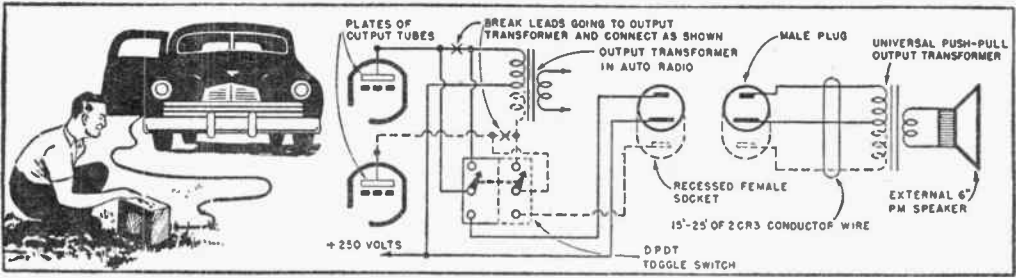 PLATES OF
OUTPUT TUBES
BREAK LEADS GOING TO OUTPUT
TRANSFORMER AND CONNECT AS SHOWN
OUTPUT TRANSFORMER
IN AUTO RADIO
MALE PLUG
UNIVERSAL PUSH-PULL
OUTPUT TRANSFORMER
RECESSED FEMALE
SOCKET
EXTERNAL 6"
PM SPEAKER
15'-25' OF 2 OR 3 CONDUCTOR WIRE
+250 VOLTS
DPDT
TOGGLE SWITCH